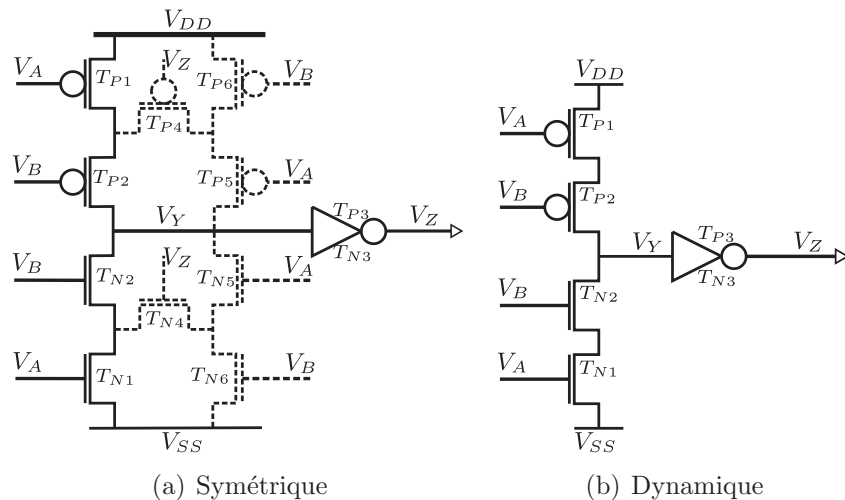 V_DD
V_A T_P1 V_Z T_P6 V_B
T_P4
V_B T_P2 T_P5 V_A
V_Y T_P3 V_Z
T_N3
V_B T_N2 V_Z T_N5 V_A
T_N4
V_A T_N1 T_N6 V_B
V_SS
(a) Symétrique
V_DD
V_A T_P1
V_B T_P2
V_Y T_P3 V_Z
T_N3
V_B T_N2
V_A T_N1
V_SS
(b) Dynamique